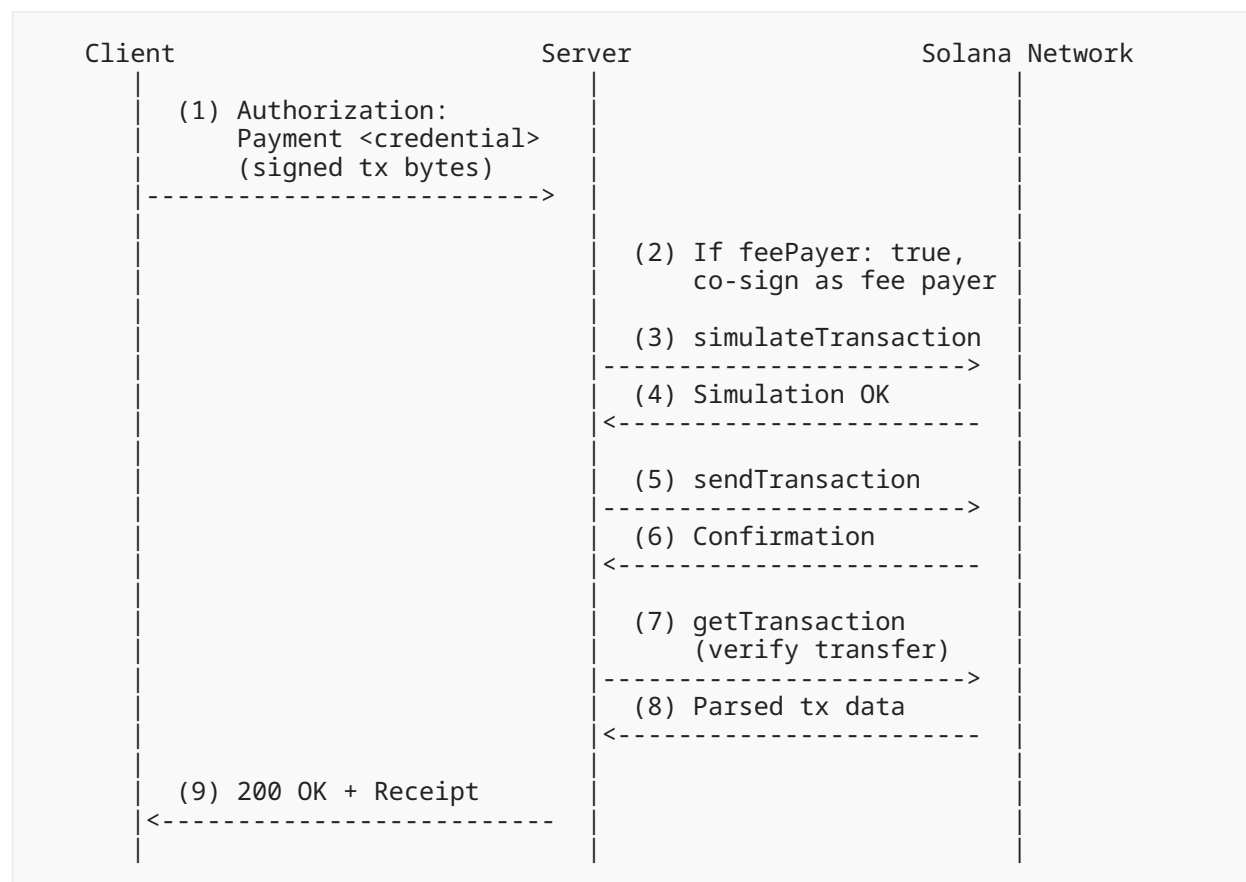 Client Server Solana Network
(1) Authorization:
Payment <credential>
(signed tx bytes)
-------------------------->
(2) If feePayer: true,
co-sign as fee payer
(3) simulateTransaction
------------------------>
(4) Simulation OK
<------------------------
(5) sendTransaction
------------------------>
(6) Confirmation
<------------------------
(7) getTransaction
(verify transfer)
------------------------>
(8) Parsed tx data
<------------------------
(9) 200 OK + Receipt
<--------------------------